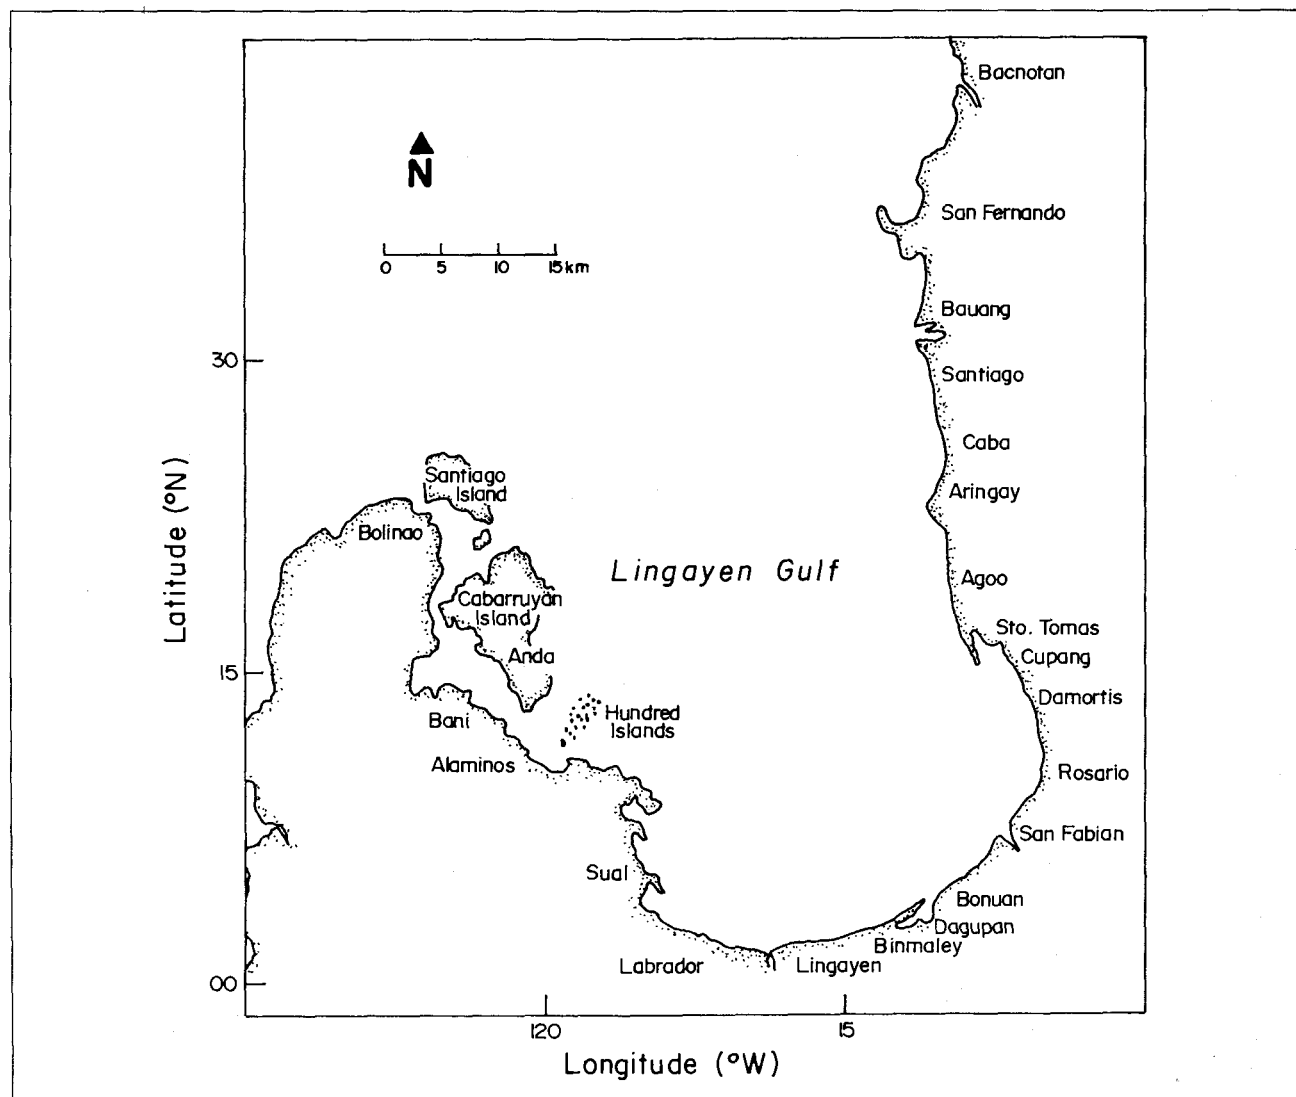 Bacnotan
N
San Fernando
0 5 10 15km
Bauang
30
Santiago
Caba
Santiago
Island
Aringay
Bolinao
Lingayen Gulf
Agoo
Cabarruyan
Island
Sto. Tomas
Anda
Cupang
15
Damortis
Hundred
Islands
Bani
Alaminos
Rosario
San Fabian
Sual
Bonuan
Dagupan
Binmaley
Labrador
Lingayen
00
120
15
Latitude (°N)
Longitude (°W)